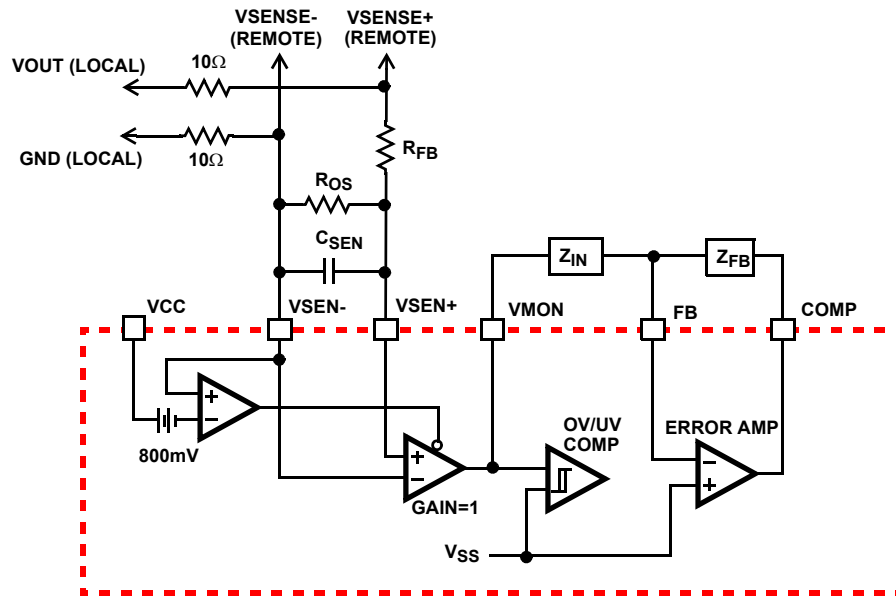 VSENSE-
(REMOTE)
VSENSE+
(REMOTE)
VOUT (LOCAL)
10Ω
GND (LOCAL)
10Ω
RFB
ROS
CSEN
ZIN
ZFB
VCC
VSEN-
VSEN+
VMON
FB
COMP
+
−
800mV
+
−
GAIN=1
OV/UV
COMP
ERROR AMP
−
+
VSS